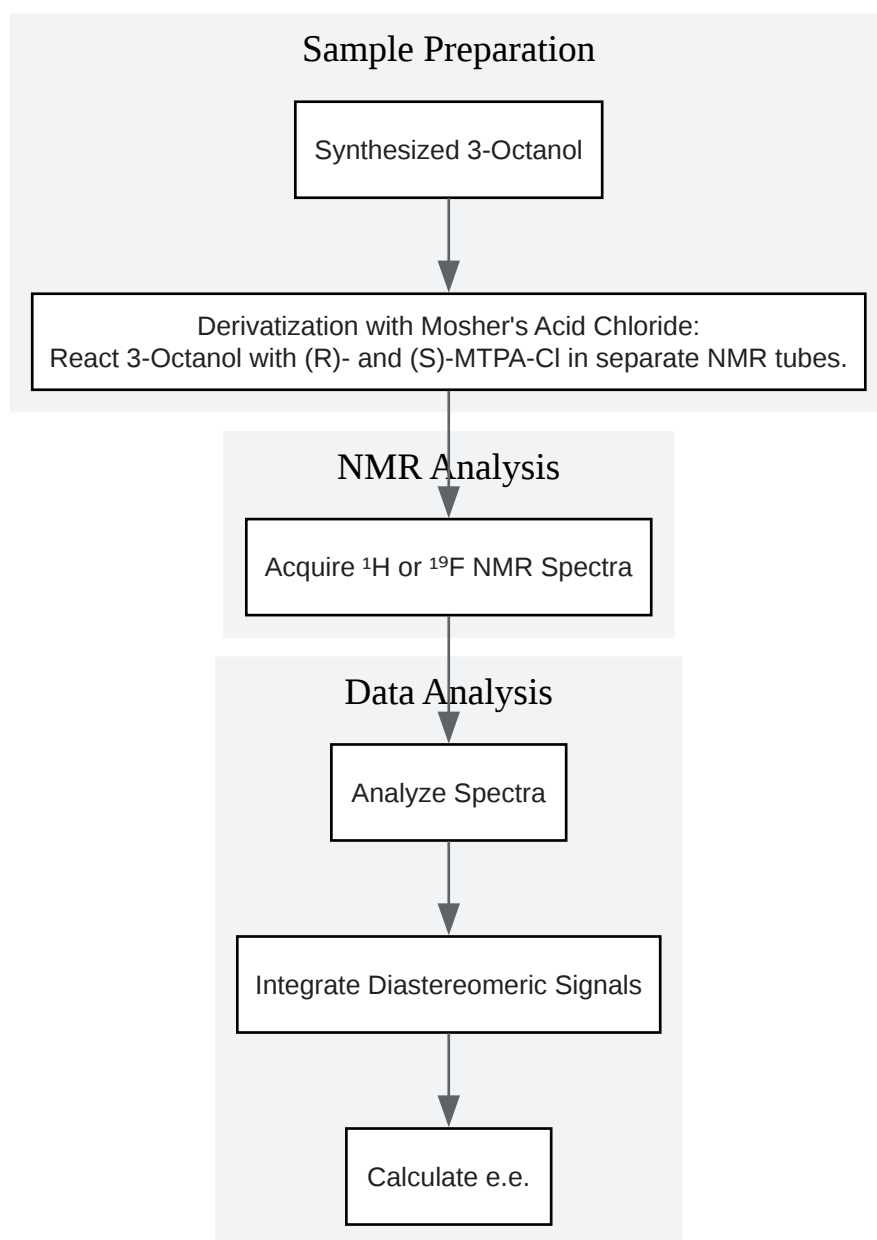 Sample Preparation
Synthesized 3-Octanol
Derivatization with Mosher's Acid Chloride:
React 3-Octanol with (R)- and (S)-MTPA-Cl in separate NMR tubes.
NMR Analysis
Acquire ¹H or ¹⁹F NMR Spectra
Data Analysis
Analyze Spectra
Integrate Diastereomeric Signals
Calculate e.e.